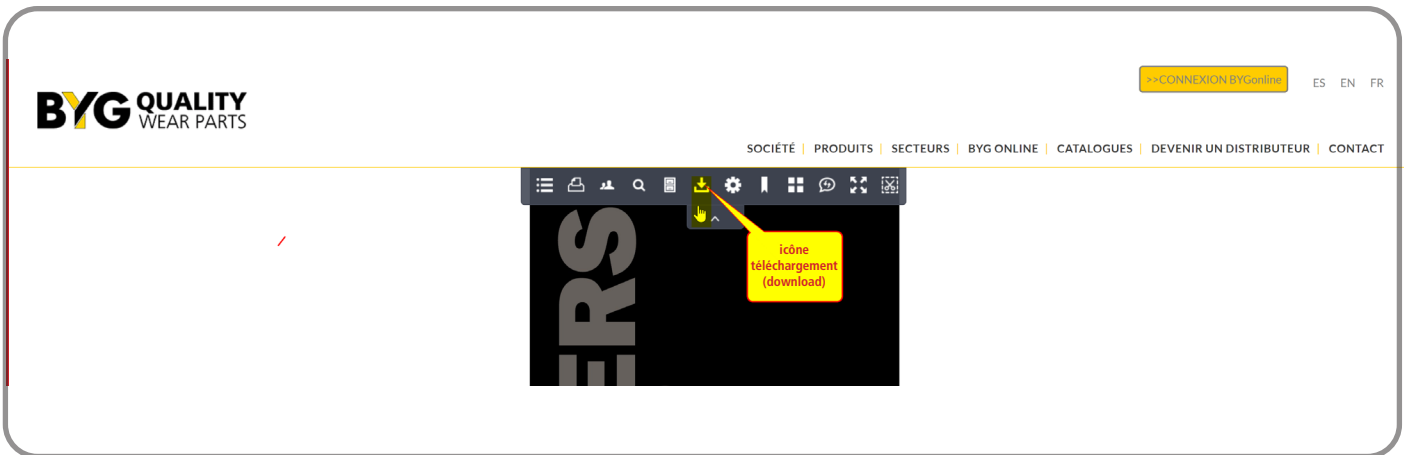 >>CONNEXION BYGonline
ES EN FR
BYG QUALITY
WEAR PARTS
SOCIÉTÉ | PRODUITS | SECTEURS | BYG ONLINE | CATALOGUES | DEVENIR UN DISTRIBUTEUR | CONTACT
icône
téléchargement
(download)
ERS